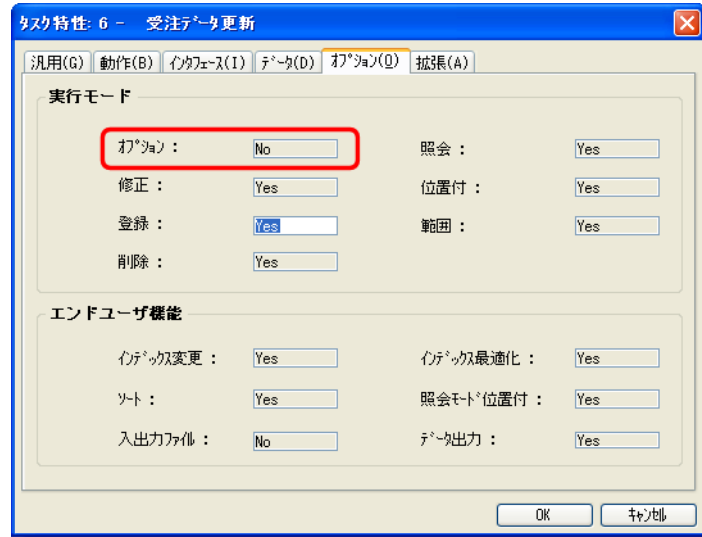 ﾀｽｸ特性: 6 -   受注ﾃﾞｰﾀ更新
汎用(G) 動作(B) ｲﾝﾀﾌｪｰｽ(I) ﾃﾞｰﾀ(D) ｵﾌﾟｼｮﾝ(O) 拡張(A)
実行モード
ｵﾌﾟｼｮﾝ： No 照会： Yes
修正： Yes 位置付： Yes
登録： Yes 範囲： Yes
削除： Yes
エンドユーザ機能
ｲﾝﾃﾞｯｸｽ変更： Yes ｲﾝﾃﾞｯｸｽ最適化： Yes
ｿｰﾄ： Yes 照会ﾓｰﾄﾞ位置付： Yes
入出力ﾌｧｲﾙ： No ﾃﾞｰﾀ出力： Yes
OK ｷｬﾝｾﾙ